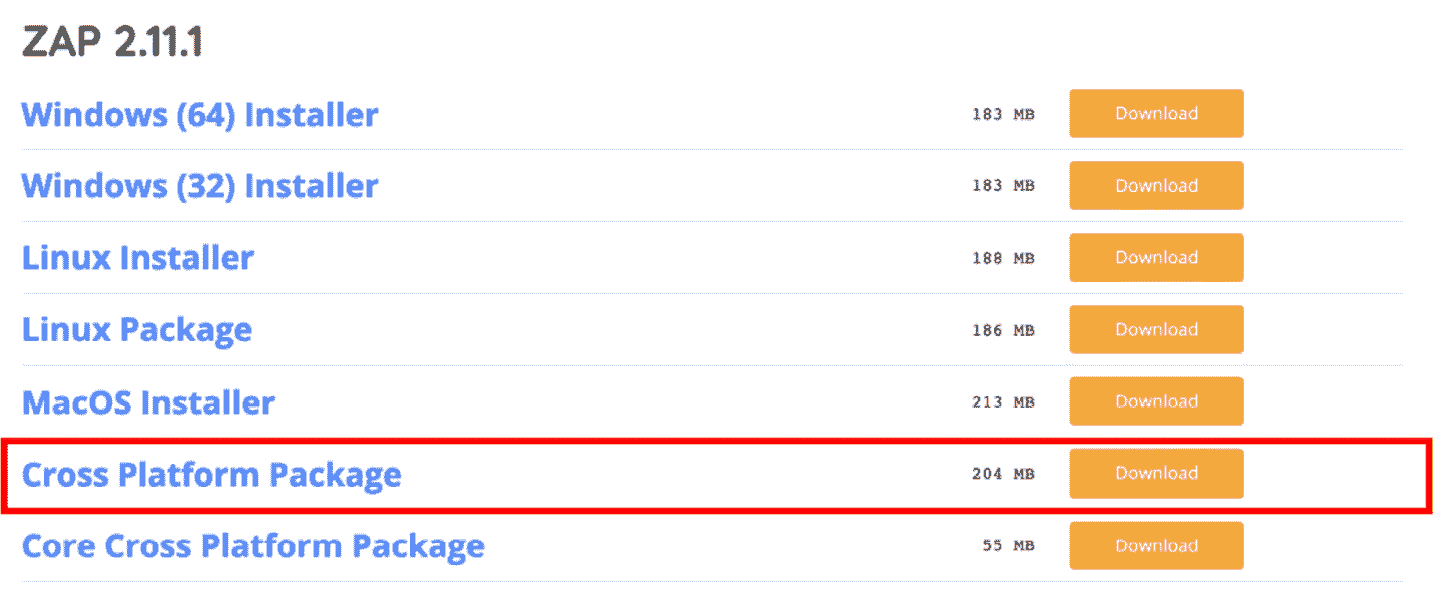 ZAP 2.11.1
Windows (64) Installer 183 MB Download
Windows (32) Installer 183 MB Download
Linux Installer 188 MB Download
Linux Package 186 MB Download
MacOS Installer 213 MB Download
Cross Platform Package 204 MB Download
Core Cross Platform Package 55 MB Download